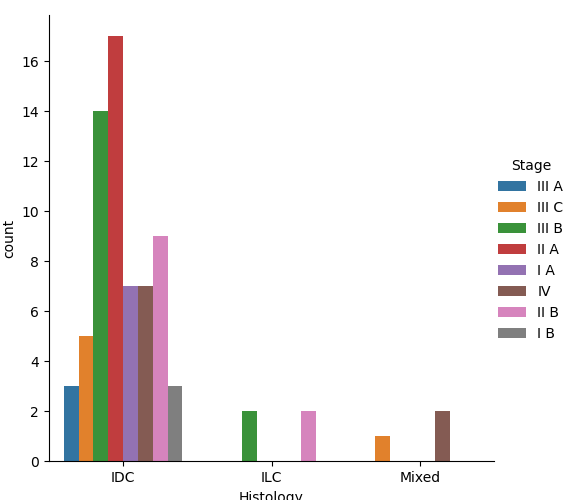 16
14
12
10
8
6
4
2
0
count
IDC
ILC
Mixed
Histology
Stage
III A
III C
III B
II A
I A
IV
II B
I B